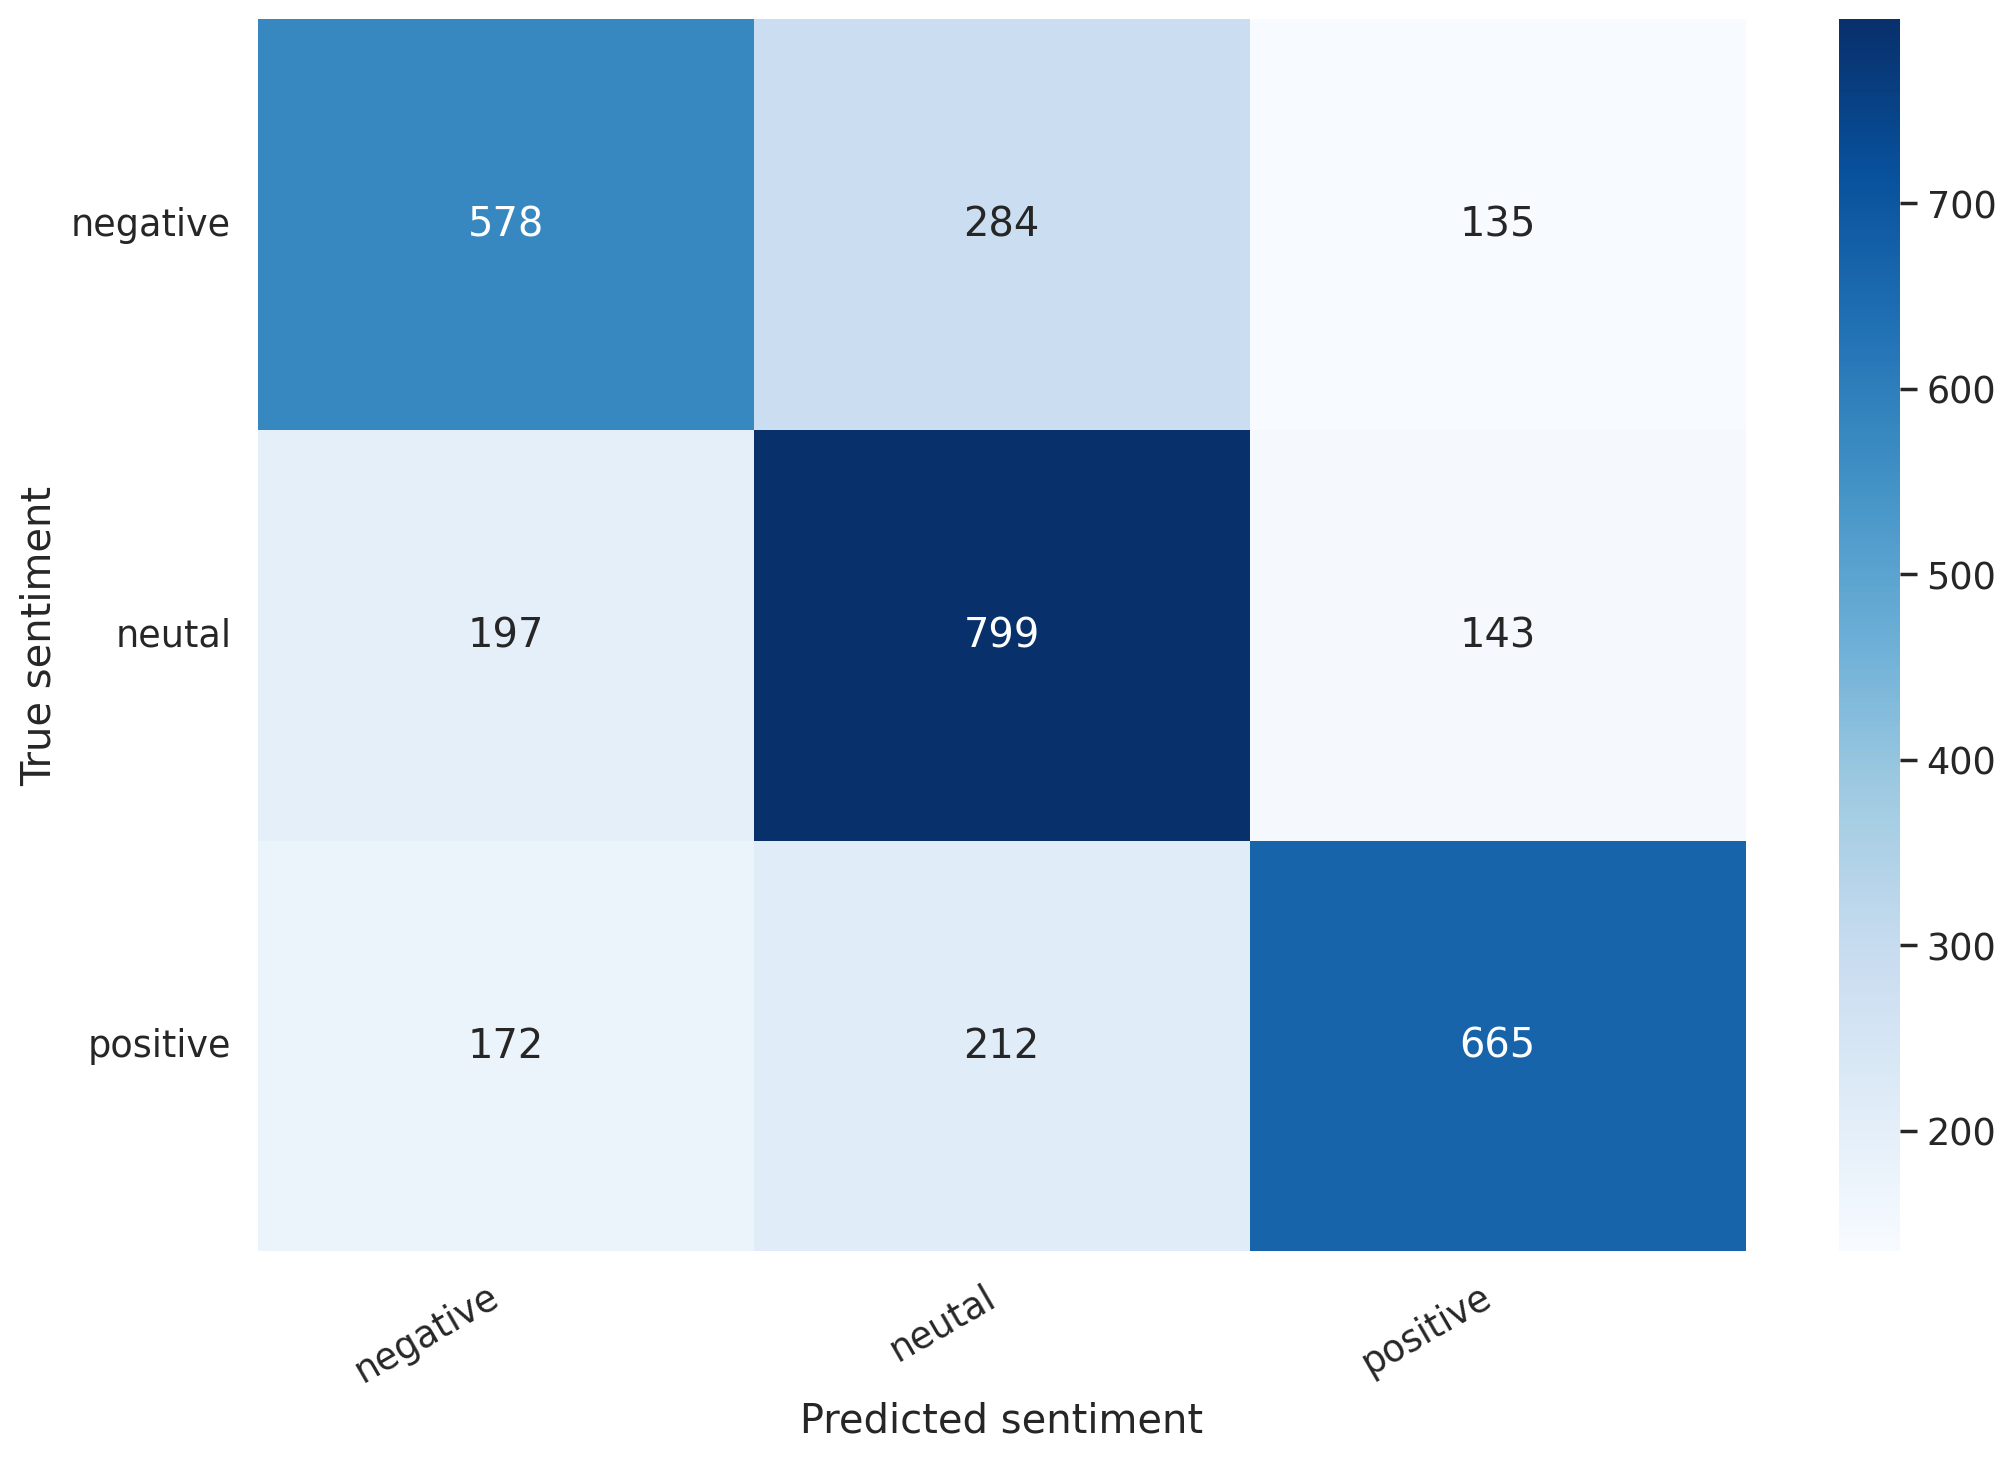 True sentiment
negative
578
284
135
neutal
197
799
143
positive
172
212
665
negative
neutal
positive
Predicted sentiment
700
600
500
400
300
200